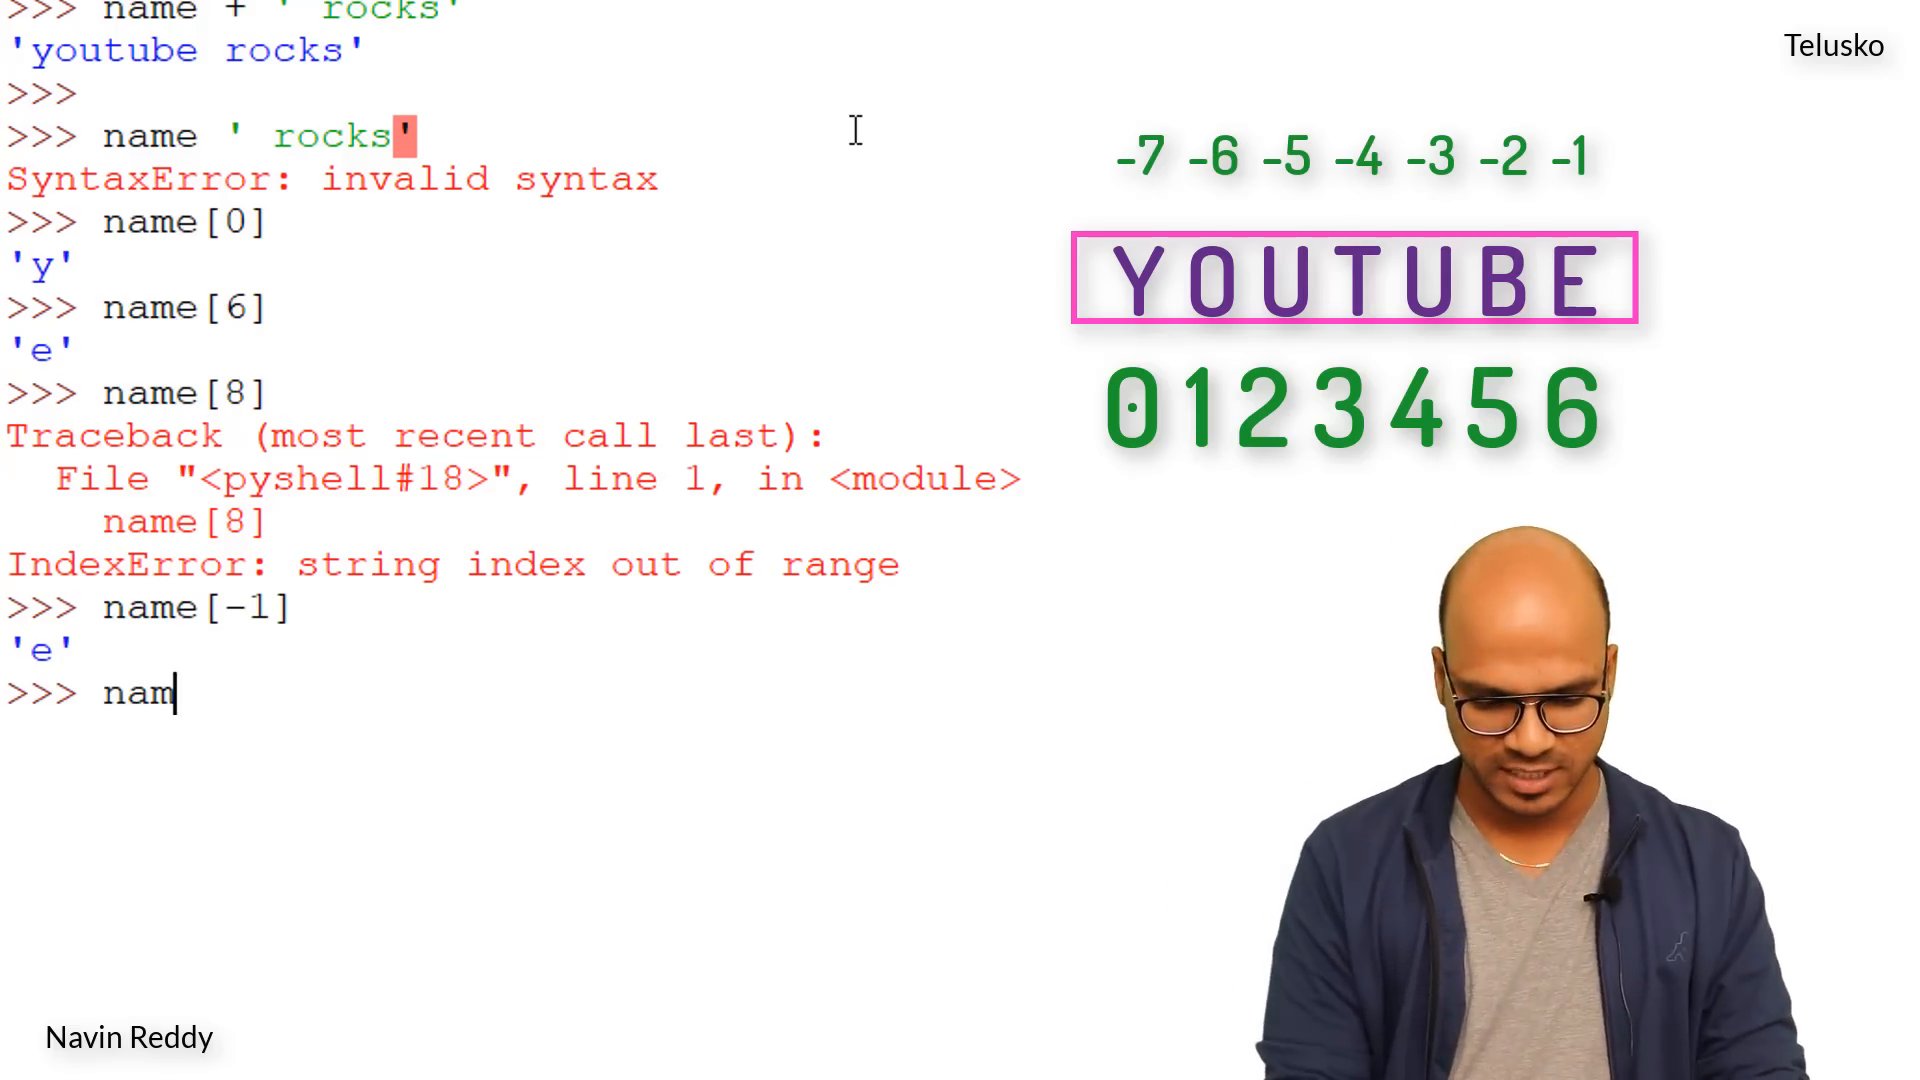 >>> name + ' rocks'
'youtube rocks'
>>>
>>> name ' rocks'
SyntaxError: invalid syntax
>>> name[0]
'y'
>>> name[6]
'e'
>>> name[8]
Traceback (most recent call last):
  File "<pyshell#18>", line 1, in <module>
    name[8]
IndexError: string index out of range
>>> name[-1]
'e'
>>> nam
Telusko
-7 -6 -5 -4 -3 -2 -1
YOUTUBE
0123456
Navin Reddy